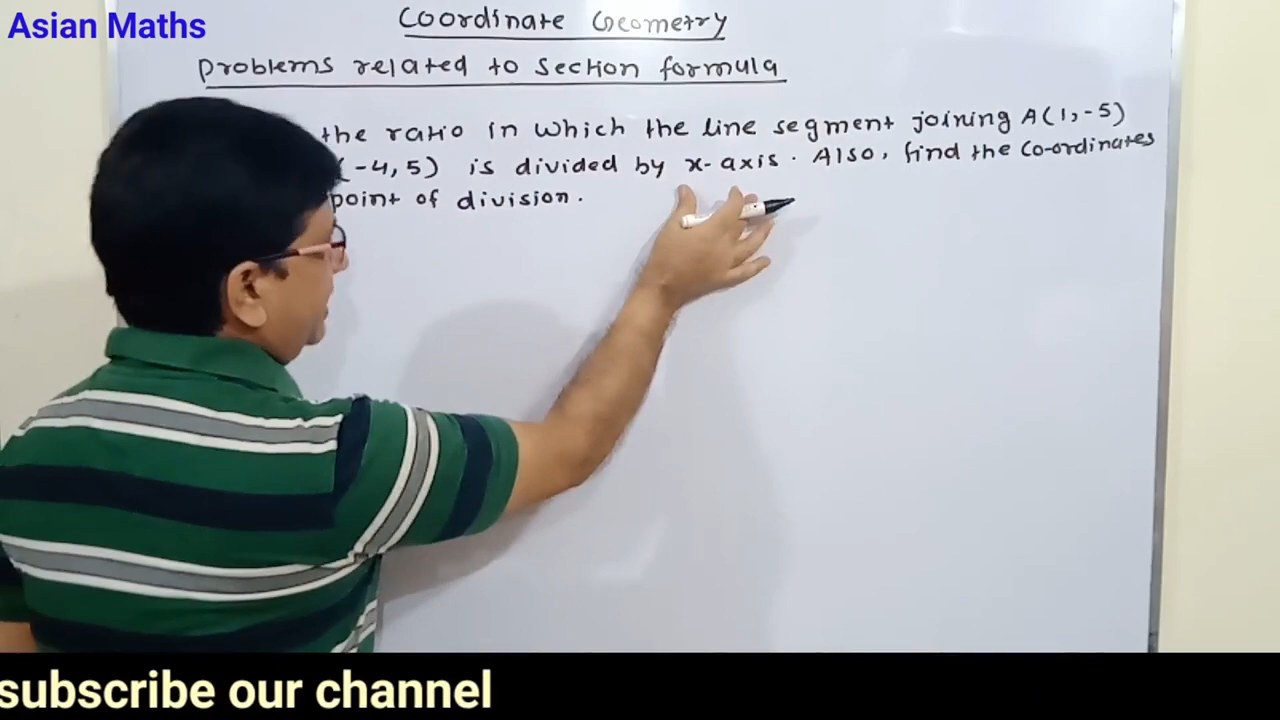 Asian Maths
Coordinate Geometry
Problems related to section formula
the ratio in which the line segment joining A(1,-5)
(-4,5) is divided by x-axis. Also, find the co-ordinates
point of division.
subscribe our channel